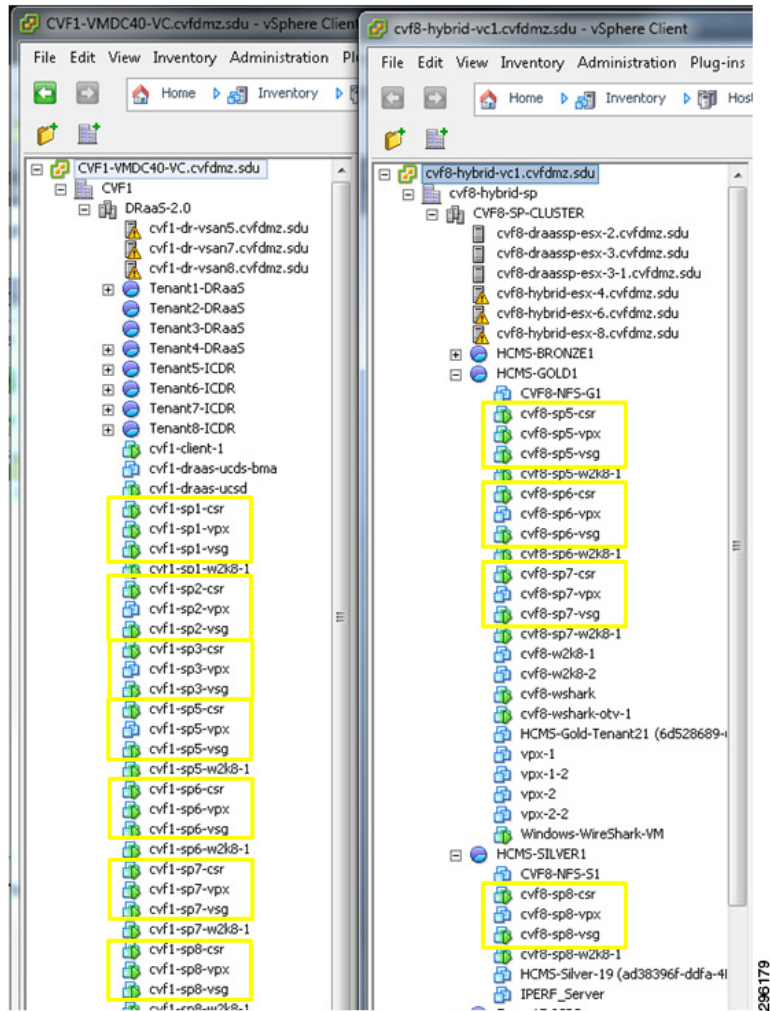 CVF1-VMDC40-VC.cvfdmz.sdu - vSphere Client
File Edit View Inventory Administration
Home Inventory
CVF1-VMDC40-VC.cvfdmz.sdu
CVF1
DRaaS-2.0
cvf1-dr-vsan5.cvfdmz.sdu
cvf1-dr-vsan7.cvfdmz.sdu
cvf1-dr-vsan8.cvfdmz.sdu
Tenant1-DRaaS
Tenant2-DRaaS
Tenant3-DRaaS
Tenant4-DRaaS
Tenant5-ICDR
Tenant6-ICDR
Tenant7-ICDR
Tenant8-ICDR
cvf1-client-1
cvf1-draas-ucds-bma
cvf1-draas-ucsd
cvf1-sp1-csr
cvf1-sp1-vpx
cvf1-sp1-vsg
cvf1-sp1-w2k8-1
cvf1-sp2-csr
cvf1-sp2-vpx
cvf1-sp2-vsg
cvf1-sp3-csr
cvf1-sp3-vpx
cvf1-sp3-vsg
cvf1-sp5-csr
cvf1-sp5-vpx
cvf1-sp5-vsg
cvf1-sp5-w2k8-1
cvf1-sp6-csr
cvf1-sp6-vpx
cvf1-sp6-vsg
cvf1-sp6-w2k8-1
cvf1-sp7-csr
cvf1-sp7-vpx
cvf1-sp7-vsg
cvf1-sp7-w2k8-1
cvf1-sp8-csr
cvf1-sp8-vpx
cvf1-sp8-vsg
cvf1-sp8-w2k8-1
cvf8-hybrid-vc1.cvfdmz.sdu - vSphere Client
File Edit View Inventory Administration Plug-ins
Home Inventory
cvf8-hybrid-vc1.cvfdmz.sdu
cvf8-hybrid-sp
CVF8-SP-CLUSTER
cvf8-draassp-esx-2.cvfdmz.sdu
cvf8-draassp-esx-3.cvfdmz.sdu
cvf8-draassp-esx-3-1.cvfdmz.sdu
cvf8-hybrid-esx-4.cvfdmz.sdu
cvf8-hybrid-esx-6.cvfdmz.sdu
cvf8-hybrid-esx-8.cvfdmz.sdu
HCMS-BRONZE1
HCMS-GOLD1
CVF8-NFS-G1
cvf8-sp5-csr
cvf8-sp5-vpx
cvf8-sp5-vsg
cvf8-sp5-w2k8-1
cvf8-sp6-csr
cvf8-sp6-vpx
cvf8-sp6-vsg
cvf8-sp6-w2k8-1
cvf8-sp7-csr
cvf8-sp7-vpx
cvf8-sp7-vsg
cvf8-sp7-w2k8-1
cvf8-w2k8-1
cvf8-w2k8-2
cvf8-wshark
cvf8-wshark-otv-1
HCMS-Gold-Tenant21 (6d528689-
vpx-1
vpx-1-2
vpx-2
vpx-2-2
Windows-WireShark-VM
HCMS-SILVER1
CVF8-NFS-S1
cvf8-sp8-csr
cvf8-sp8-vpx
cvf8-sp8-vsg
cvf8-sp8-w2k8-1
HCMS-Silver-19 (ad38396f-ddfa-4
IPERF_Server
296179